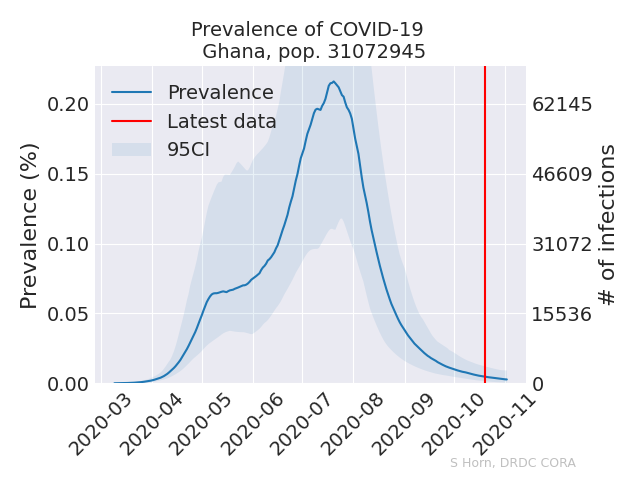 Prevalence of COVID-19
Ghana, pop. 31072945
Prevalence
Latest data
95CI
Prevalence (%)
0.20
0.15
0.10
0.05
0.00
62145
46609
31072
15536
0
# of infections
2020-03
2020-04
2020-05
2020-06
2020-07
2020-08
2020-09
2020-10
2020-11
S Horn, DRDC CORA